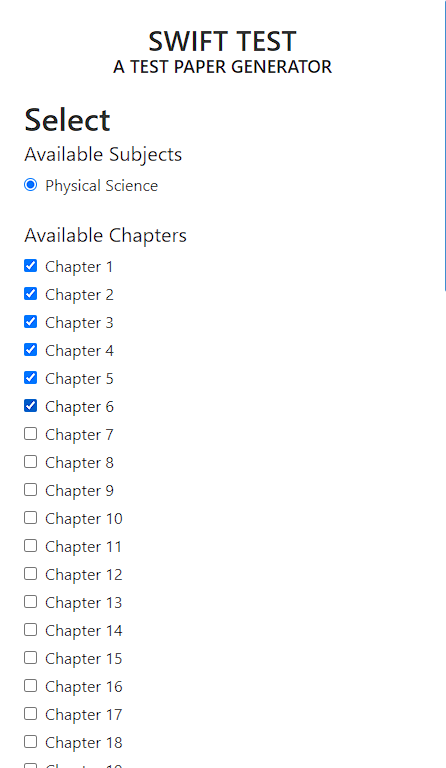 SWIFT TEST
A TEST PAPER GENERATOR
Select
Available Subjects
Physical Science
Available Chapters
Chapter 1
Chapter 2
Chapter 3
Chapter 4
Chapter 5
Chapter 6
Chapter 7
Chapter 8
Chapter 9
Chapter 10
Chapter 11
Chapter 12
Chapter 13
Chapter 14
Chapter 15
Chapter 16
Chapter 17
Chapter 18